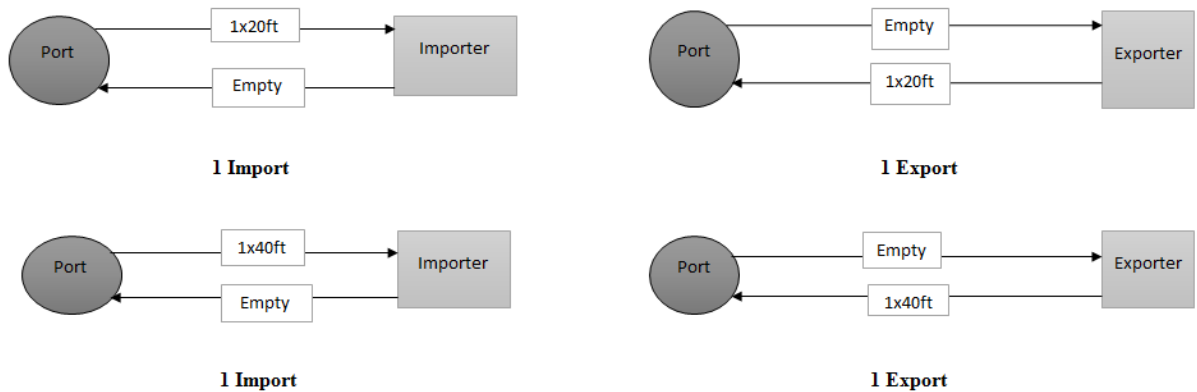 Port
1x20ft
Importer
Empty
1 Import
Port
Empty
Exporter
1x20ft
1 Export
Port
1x40ft
Importer
Empty
1 Import
Port
Empty
Exporter
1x40ft
1 Export